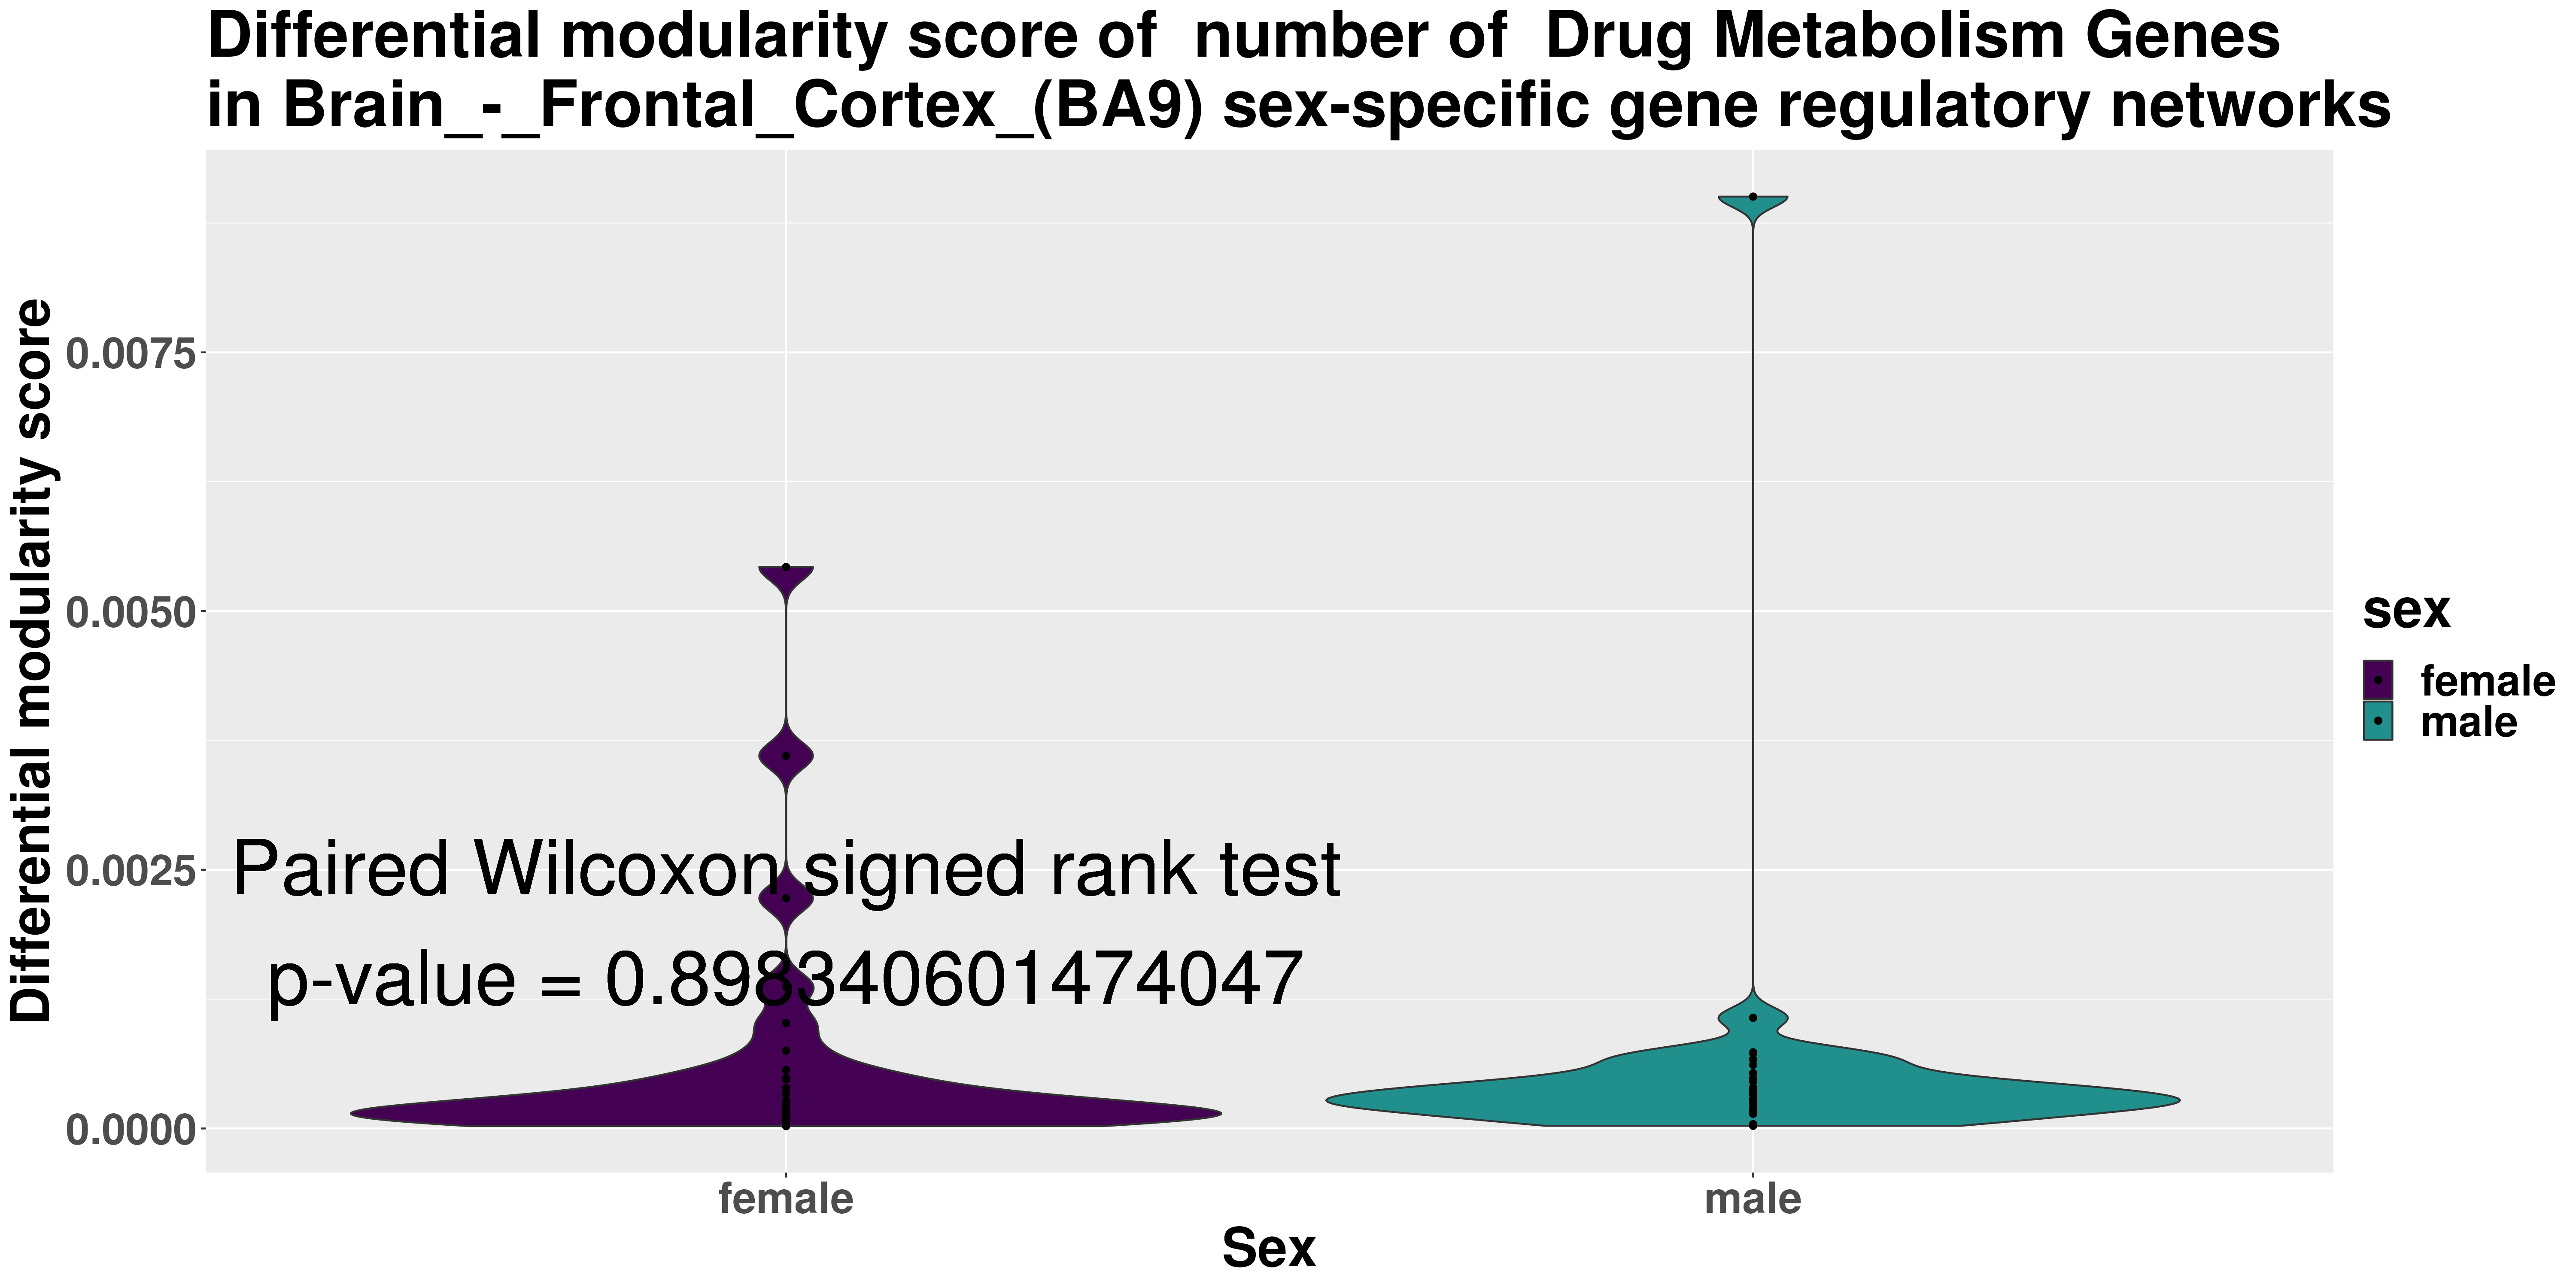 Differential modularity score of  number of  Drug Metabolism Genes
in Brain_-_Frontal_Cortex_(BA9) sex-specific gene regulatory networks
Differential modularity score
0.0075
0.0050
0.0025
0.0000
Paired Wilcoxon signed rank test
p-value = 0.898340601474047
female
male
Sex
sex
female
male